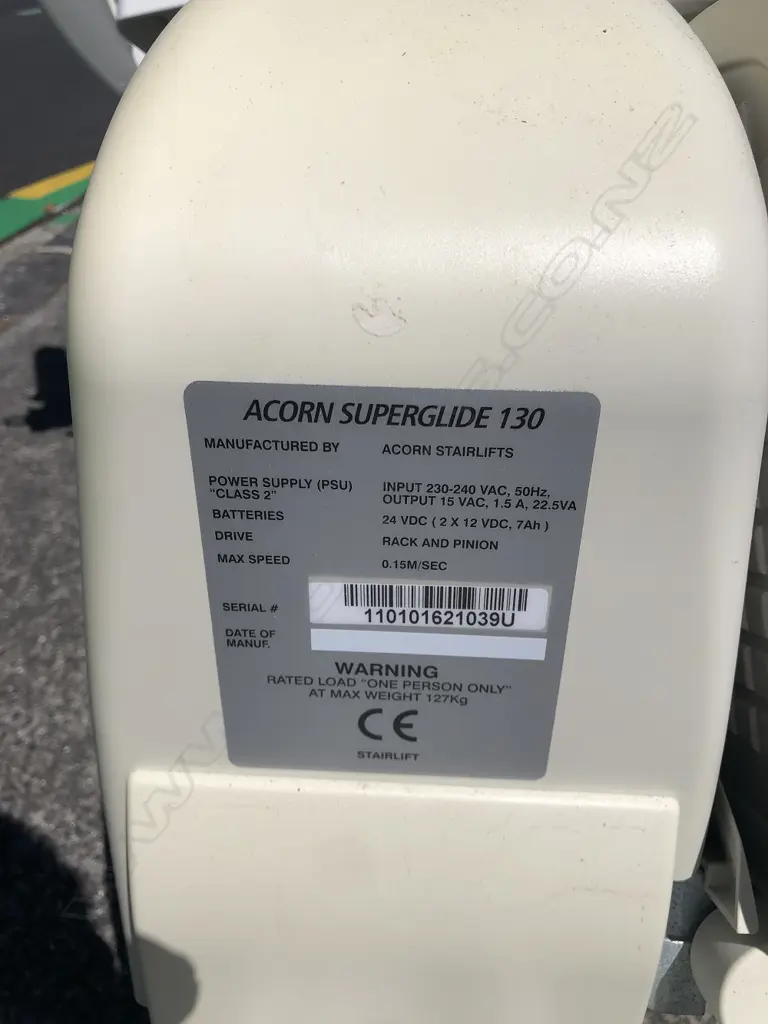 ACORN SUPERGLIDE 130
MANUFACTURED BY ACORN STAIRLIFTS
POWER SUPPLY (PSU) INPUT 230-240 VAC, 50Hz,
"CLASS 2" OUTPUT 15 VAC, 1.5 A, 22.5VA
BATTERIES 24 VDC ( 2 X 12 VDC, 7Ah )
DRIVE RACK AND PINION
MAX SPEED 0.15M/SEC
SERIAL # 110101621039U
DATE OF
MANUF.
WARNING
RATED LOAD "ONE PERSON ONLY"
AT MAX WEIGHT 127Kg
CE
STAIRLIFT